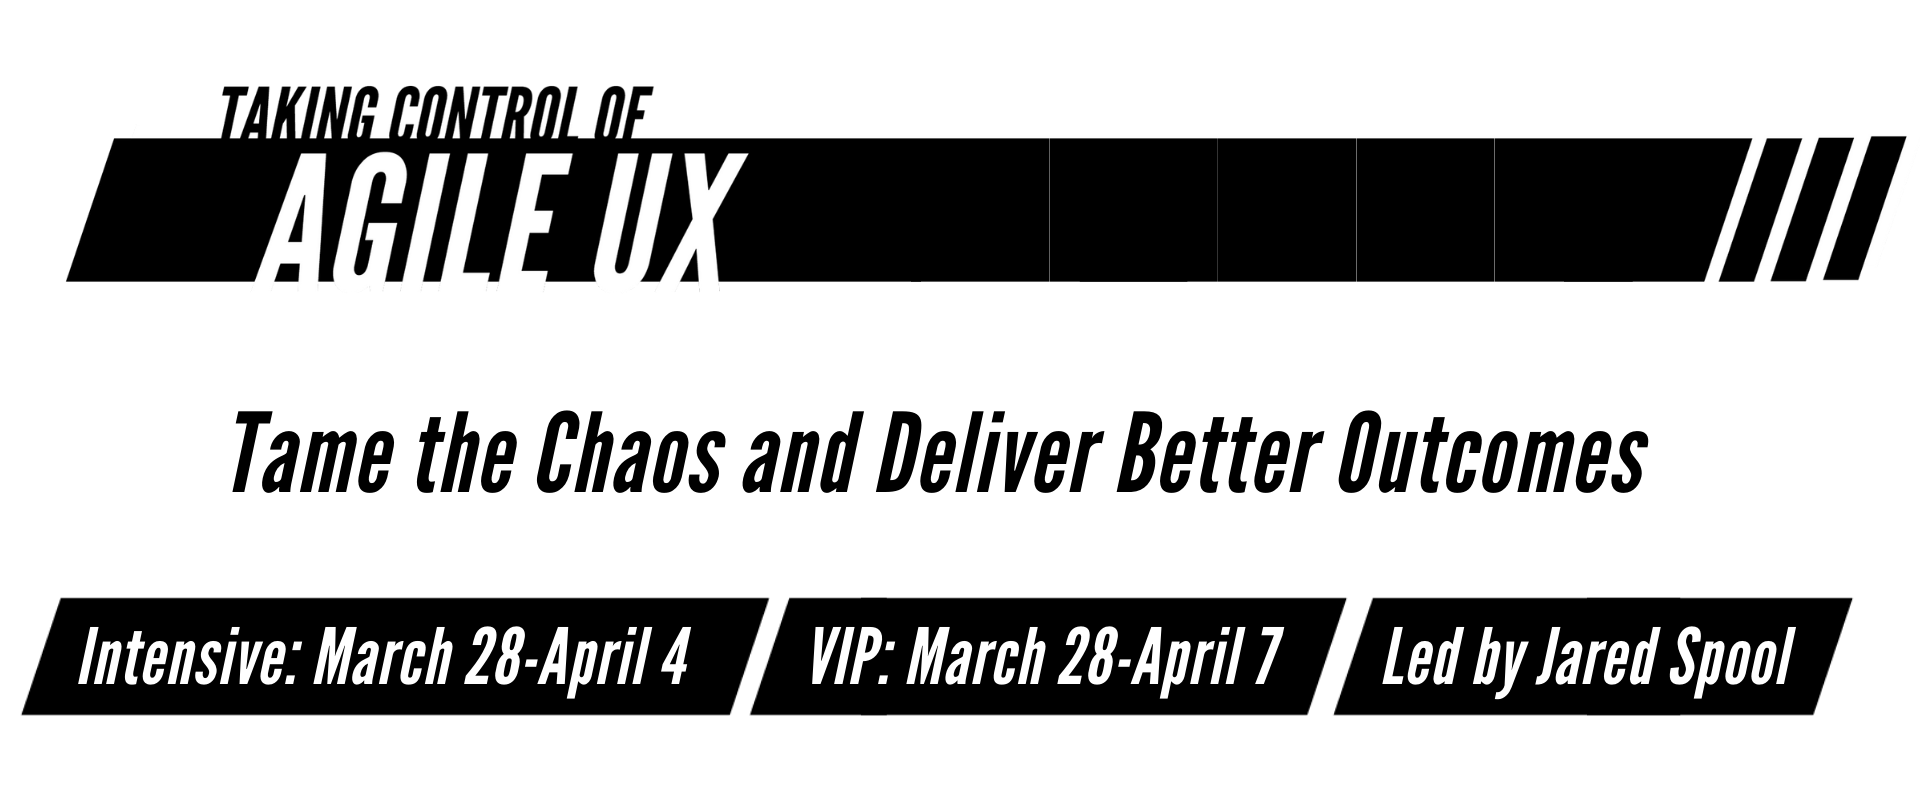 TAKING CONTROL OF
AGILE UX
Tame the Chaos and Deliver Better Outcomes
Intensive: March 28-April 4
VIP: March 28-April 7
Led by Jared Spool